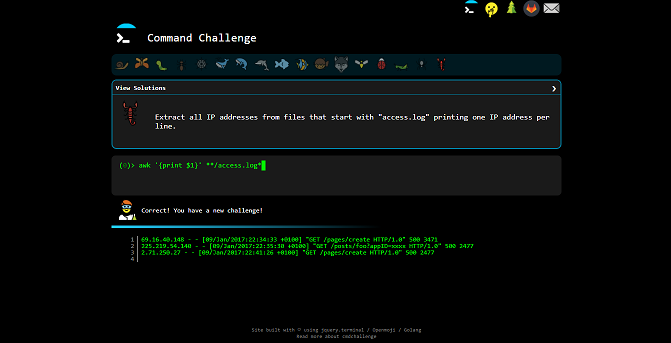 Command Challenge
View Solutions
Extract all IP addresses from files that start with "access.log" printing one IP address per
line.
> awk '{print $1}' **/access.log*
Correct! You have a new challenge!
1 69.16.40.148 - - [09/Jan/2017:22:34:33 +0100] "GET /pages/create HTTP/1.0" 500 3471
2 225.219.54.140 - - [09/Jan/2017:22:35:30 +0100] "GET /posts/foo?appID=xxxx HTTP/1.0" 500 2477
3 2.71.250.27 - - [09/Jan/2017:22:41:26 +0100] "GET /pages/create HTTP/1.0" 500 2477
4
Site built with ♡ using jquery.terminal / Openmoji / Golang
Read more about cmdchallenge